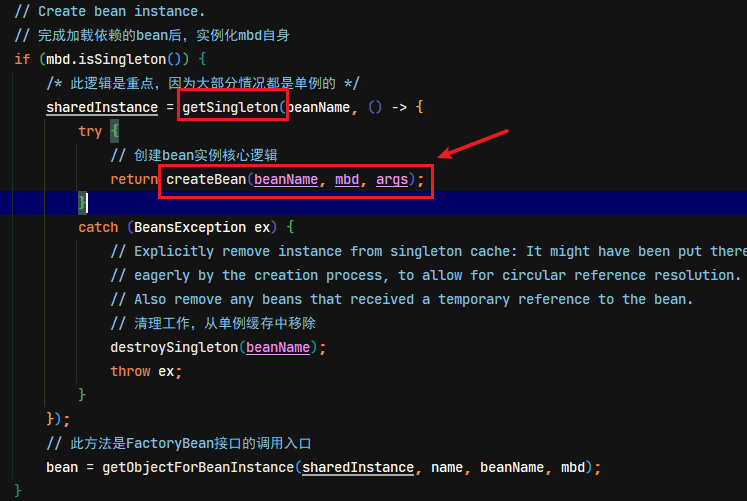 // Create bean instance.
// 完成加载依赖的bean后，实例化mbd自身
if (mbd.isSingleton()) {
/* 此逻辑是重点，因为大部分情况都是单例的 */
sharedInstance = getSingleton(beanName, () -> {
try {
// 创建bean实例核心逻辑
return createBean(beanName, mbd, args);
}
catch (BeansException ex) {
// Explicitly remove instance from singleton cache: It might have been put there
// eagerly by the creation process, to allow for circular reference resolution.
// Also remove any beans that received a temporary reference to the bean.
// 清理工作，从单例缓存中移除
destroySingleton(beanName);
throw ex;
}
});
// 此方法是FactoryBean接口的调用入口
bean = getObjectForBeanInstance(sharedInstance, name, beanName, mbd);
}